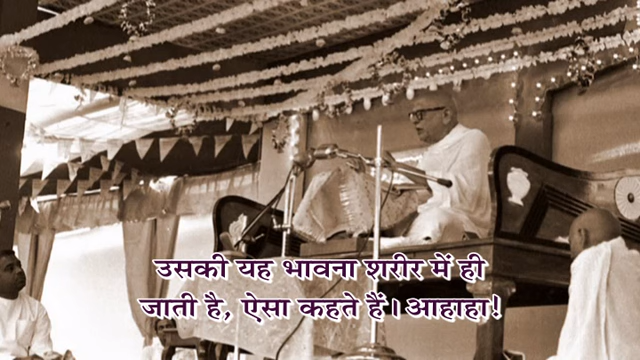 उसकी यह भावना शरीर में ही
जाती है, ऐसा कहते हैं। आहाहा!